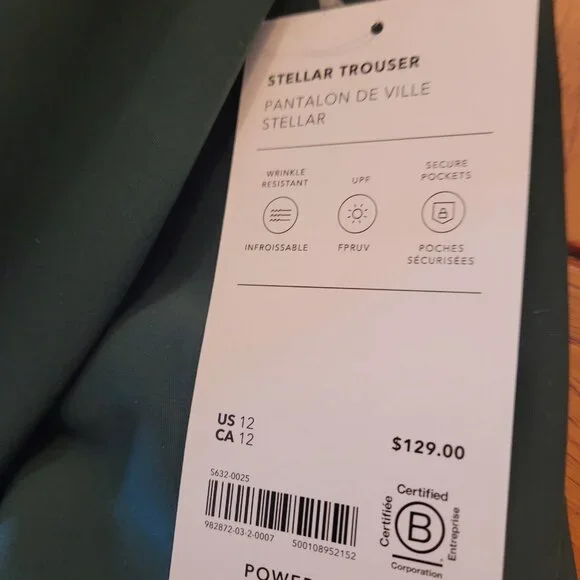 STELLAR TROUSER
PANTALON DE VILLE
STELLAR
WRINKLE
RESISTANT
INFROISSABLE
UPF
FPRUV
SECURE
POCKETS
POCHES
SÉCURISÉES
US 12
CA 12
$129.00
S632-0025
982872-03-2-0007
500108952152
Certified
Certifiée
B
Entreprise
Corporation
POWER